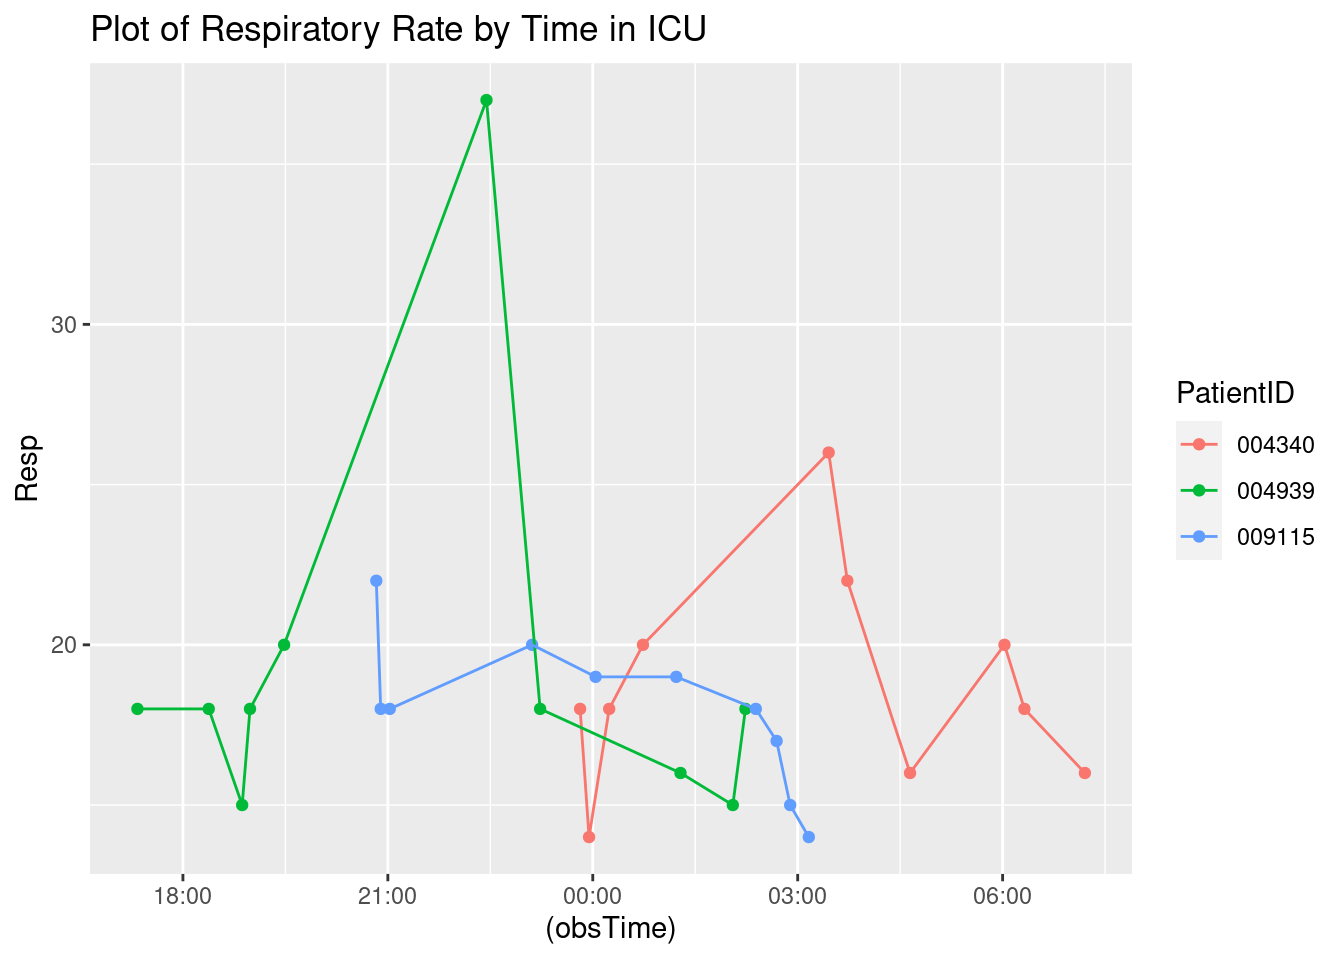 Plot of Respiratory Rate by Time in ICU
30
20
Resp
18:00 21:00 00:00 03:00 06:00
(obsTime)
PatientID
004340
004939
009115